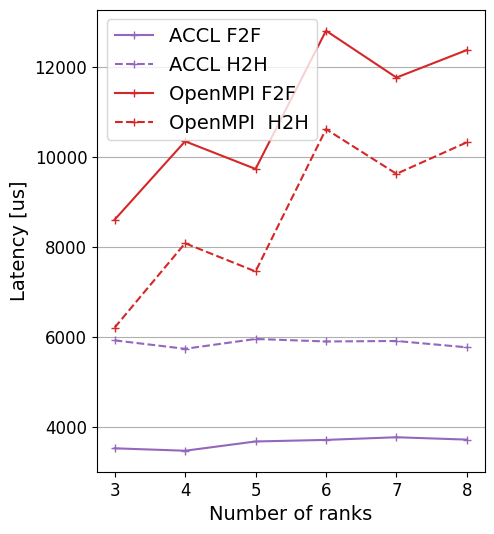 ACCL F2F
ACCL H2H
OpenMPI F2F
OpenMPI  H2H
12000
10000
8000
6000
4000
Latency [us]
3 4 5 6 7 8
Number of ranks